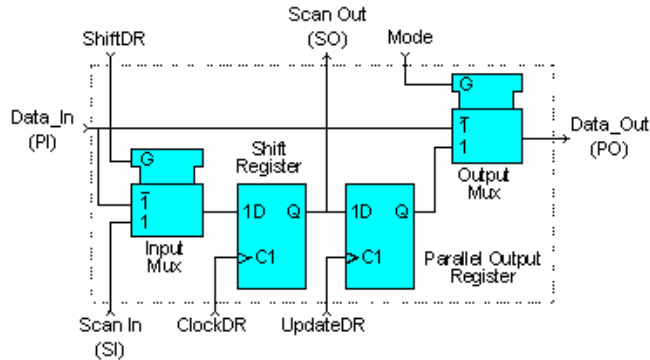 Scan Out
(SO)
ShiftDR
Mode
G
Data_In
(PI)
1
1
Data_Out
(PO)
G
Shift
Register
Output
Mux
1
1
1D Q
1D Q
Input
Mux
C1
C1
Parallel Output
Register
Scan In
(SI)
ClockDR
UpdateDR